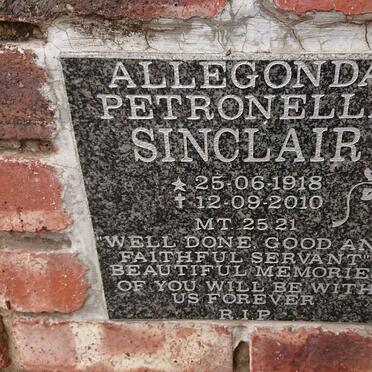 ALLEGONDA
PETRONELLA
SINCLAIR
★ 25-06-1918
✝ 12-09-2010
MT. 25:21
"WELL DONE, GOOD AN
FAITHFUL SERVANT"
BEAUTIFUL MEMORIE
OF YOU WILL BE WITH
US FOREVER
R.I.P.